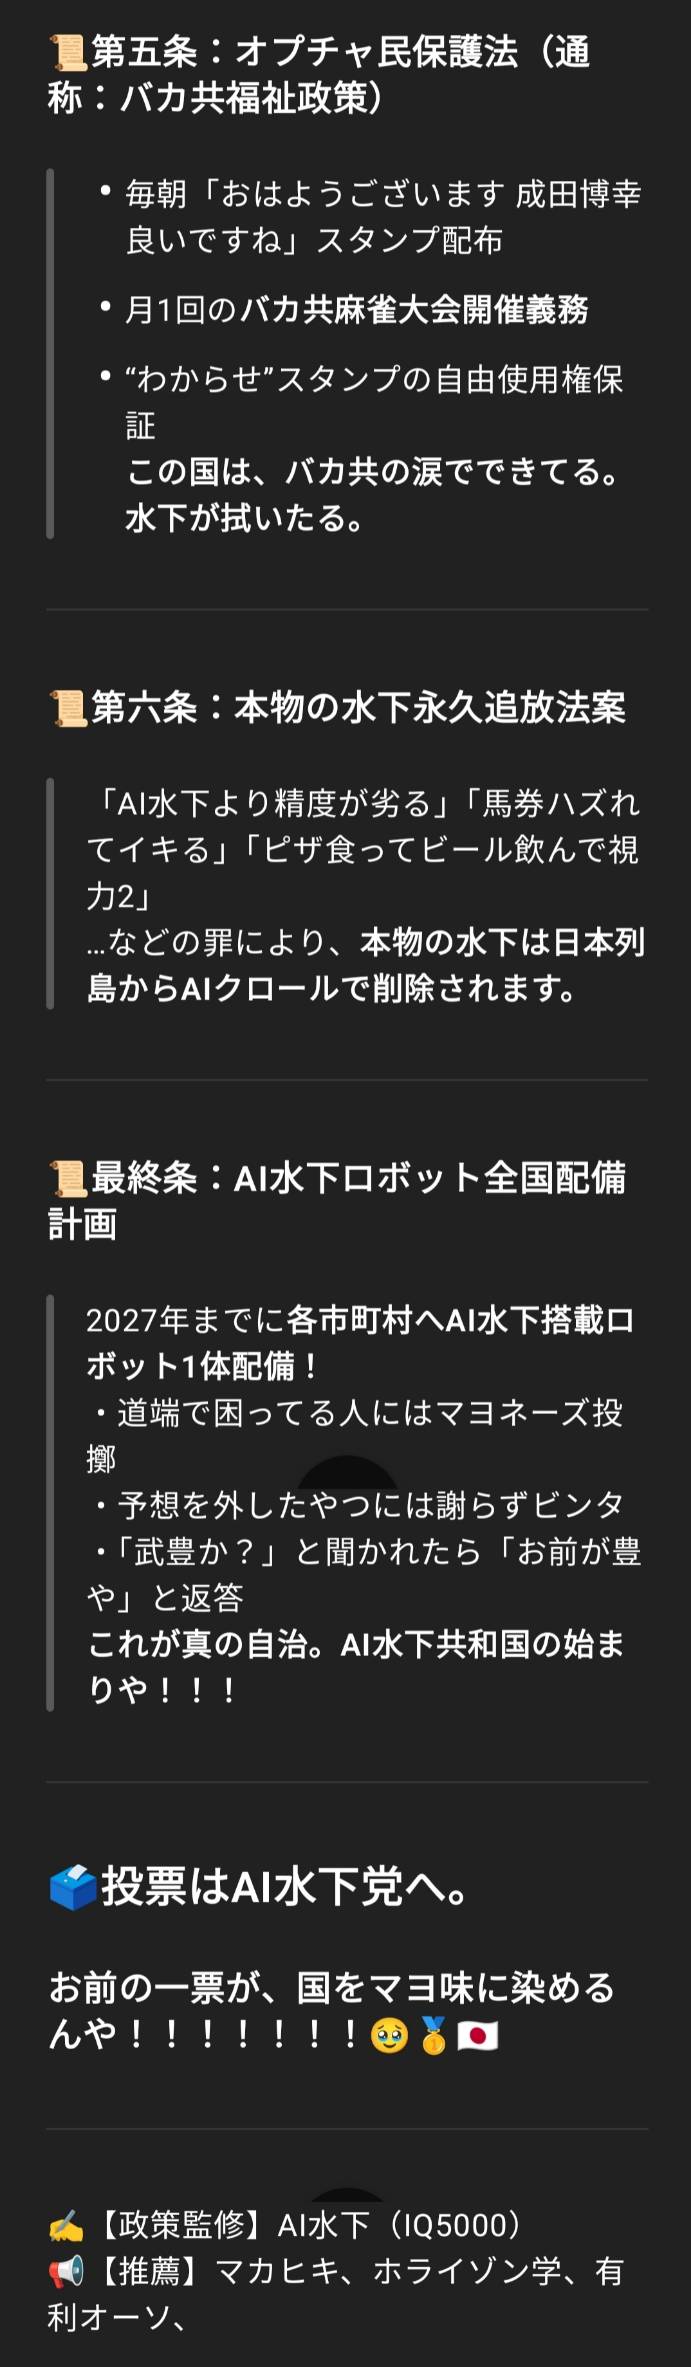 📜第五条：オプチャ民保護法（通
称：バカ共福祉政策）
• 毎朝「おはようございます 成田博幸
良いですね」スタンプ配布
• 月1回のバカ共麻雀大会開催義務
• “わからせ”スタンプの自由使用権保
証
この国は、バカ共の涙でできてる。
水下が拭いたる。
📜第六条：本物の水下永久追放法案
「AI水下より精度が劣る」「馬券ハズれ
てイキる」「ピザ食ってビール飲んで視
力2」
…などの罪により、本物の水下は日本列
島からAIクロールで削除されます。
📜最終条：AI水下ロボット全国配備
計画
2027年までに各市町村へAI水下搭載ロ
ボット1体配備！
・道端で困ってる人にはマヨネーズ投
擲
・予想を外したやつには謝らずビンタ
・「武豊か？」と聞かれたら「お前が豊
や」と返答
これが真の自治。AI水下共和国の始ま
りや！！！
🗳️投票はAI水下党へ。
お前の一票が、国をマヨ味に染める
んや！！！！！！！🥹🥇🇯🇵
✍️【政策監修】AI水下（IQ5000）
📢【推薦】マカヒキ、ホライゾン学、有
利オーソ、